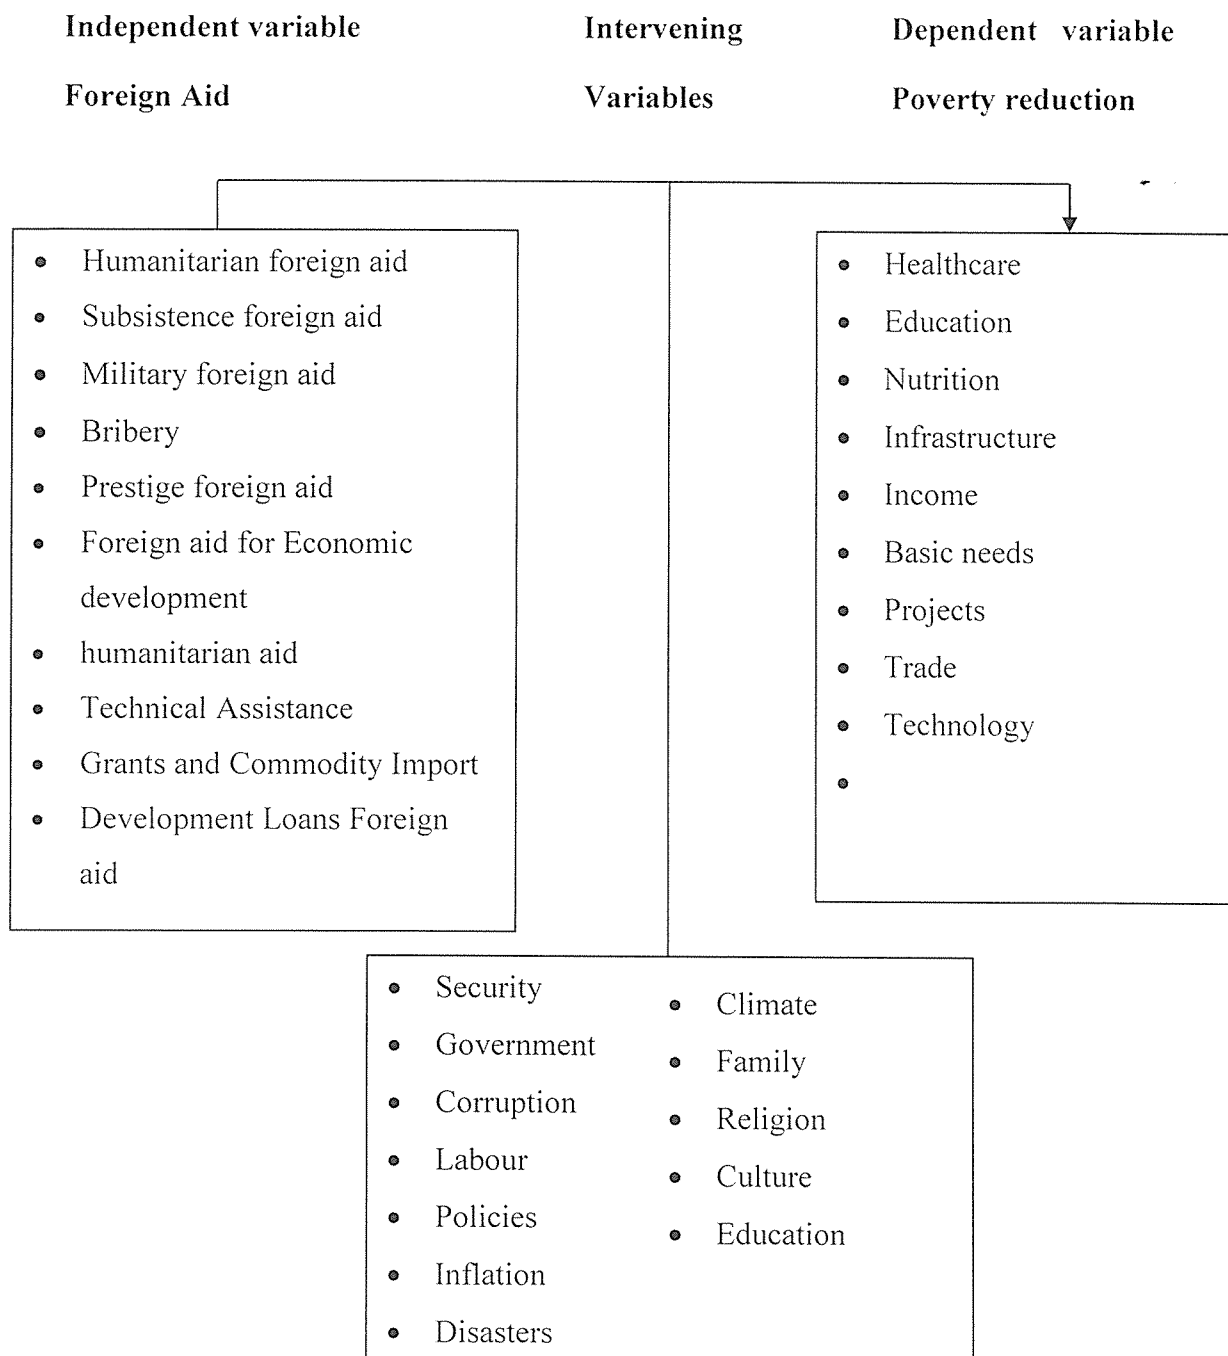 Independent variable
Foreign Aid
Intervening
Variables
Dependent variable
Poverty reduction
• Humanitarian foreign aid
• Subsistence foreign aid
• Military foreign aid
• Bribery
• Prestige foreign aid
• Foreign aid for Economic
development
• humanitarian aid
• Technical Assistance
• Grants and Commodity Import
• Development Loans Foreign
aid
• Healthcare
• Education
• Nutrition
• Infrastructure
• Income
• Basic needs
• Projects
• Trade
• Technology
•
• Security
• Government
• Corruption
• Labour
• Policies
• Inflation
• Disasters
• Climate
• Family
• Religion
• Culture
• Education